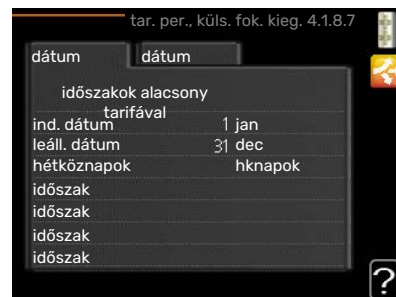 tar. per., küls. fok. kieg. 4.1.8.7
dátum dátum
időszakok alacsony
tarifával
ind. dátum 1 jan
leáll. dátum 31 dec
hétköznapok hknapok
időszak
időszak
időszak
időszak
?